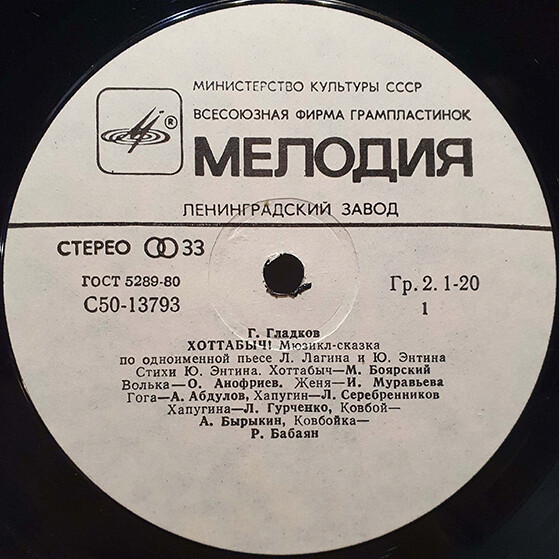 МИНИСТЕРСТВО КУЛЬТУРЫ СССР
ВСЕСОЮЗНАЯ ФИРМА ГРАМПЛАСТИНОК
®
МЕЛОДИЯ
ЛЕНИНГРАДСКИЙ ЗАВОД
СТЕРЕО 33
ГОСТ 5289-80
С50-13793
Гр. 2. 1-20
1
Г. Гладков
ХОТТАБЫЧ! Мюзикл-сказка
по одноименной пьесе Л. Лагина и Ю. Энтина
Стихи Ю. Энтина. Хоттабыч—М. Боярский
Волька—О. Анофриев. Женя—И. Муравьева
Гога—А. Абдулов, Хапугин—Л. Серебренников
Хапугина—Л. Гурченко, Ковбой—
А. Бырыкин, Ковбойка—
Р. Бабаян